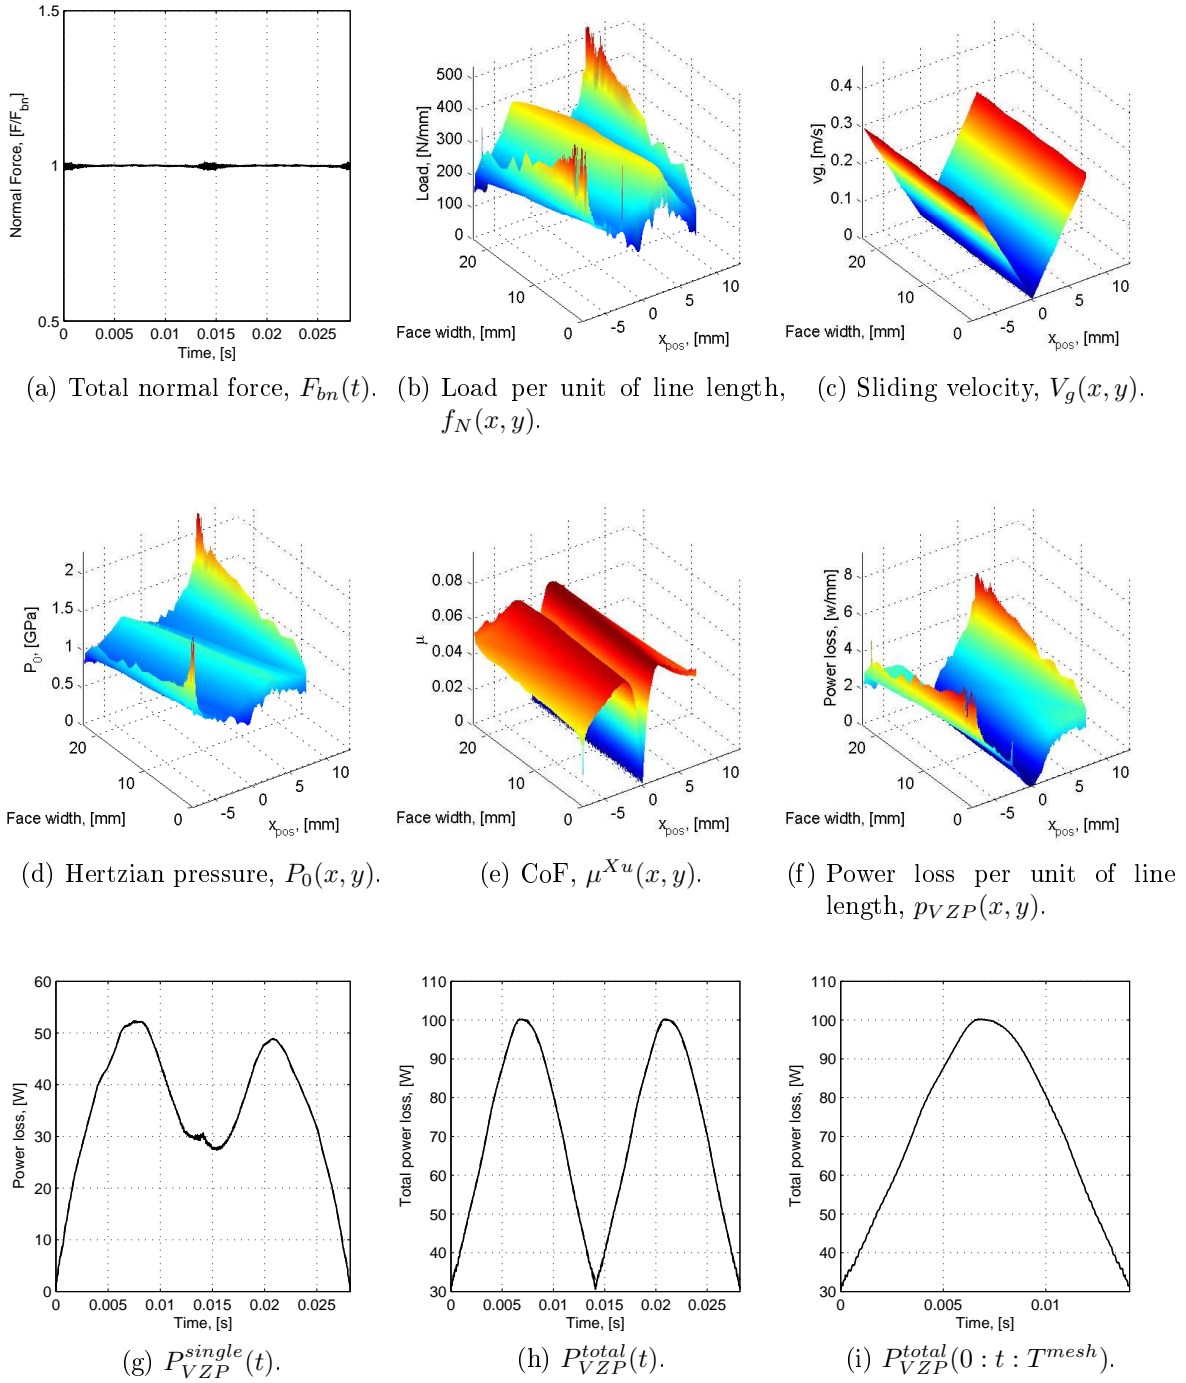 1.5
1
0.5
0 0.005 0.01 0.015 0.02 0.025
Normal Force, [F/F_bn]
Time, [s]
(a) Total normal force, F_bn(t).
500
400
300
200
100
0
Load, [N/mm]
20
10
0
Face width, [mm]
-5 0 5 10
x_pos, [mm]
(b) Load per unit of line length,
f_N(x, y).
0.4
0.3
0.2
0.1
0
vg, [m/s]
20
10
0
Face width, [mm]
-5 0 5 10
x_pos, [mm]
(c) Sliding velocity, V_g(x, y).
2
1.5
1
0.5
0
P_0, [GPa]
20
10
0
Face width, [mm]
-5 0 5 10
x_pos, [mm]
(d) Hertzian pressure, P_0(x, y).
0.08
0.06
0.04
0.02
0
μ
20
10
0
Face width, [mm]
-5 0 5 10
x_pos, [mm]
(e) CoF, μ^Xu(x, y).
8
6
4
2
0
Power loss, [w/mm]
20
10
0
Face width, [mm]
-5 0 5 10
x_pos, [mm]
(f) Power loss per unit of line
length, p_VZP(x, y).
60
50
40
30
20
10
0
0 0.005 0.01 0.015 0.02 0.025
Power loss, [W]
Time, [s]
(g) P_VZP^single(t).
110
100
90
80
70
60
50
40
30
0 0.005 0.01 0.015 0.02 0.025
Total power loss, [W]
Time, [s]
(h) P_VZP^total(t).
110
100
90
80
70
60
50
40
30
0 0.005 0.01
Total power loss, [W]
Time, [s]
(i) P_VZP^total(0 : t : T^mesh).